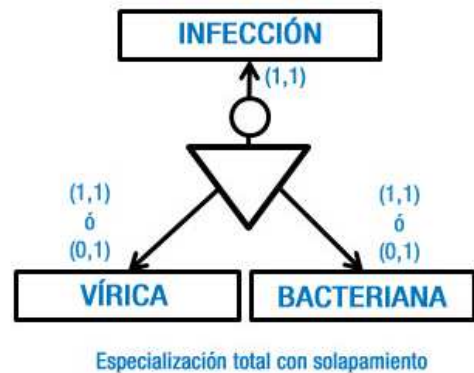 INFECCIÓN
(1,1)
(1,1)
ó
(0,1)
(1,1)
ó
(0,1)
VÍRICA
BACTERIANA
Especialización total con solapamiento